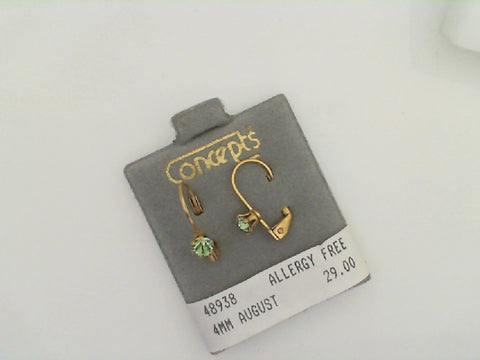 Concepts
48938 ALLERGY FREE
4MM AUGUST 29.00